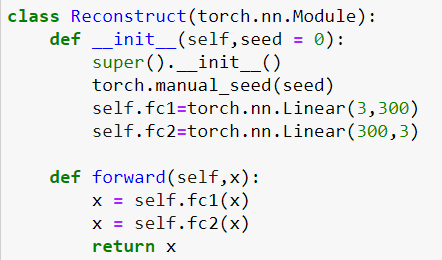 class Reconstruct(torch.nn.Module):
    def __init__(self,seed = 0):
        super().__init__()
        torch.manual_seed(seed)
        self.fc1=torch.nn.Linear(3,300)
        self.fc2=torch.nn.Linear(300,3)

    def forward(self,x):
        x = self.fc1(x)
        x = self.fc2(x)
        return x